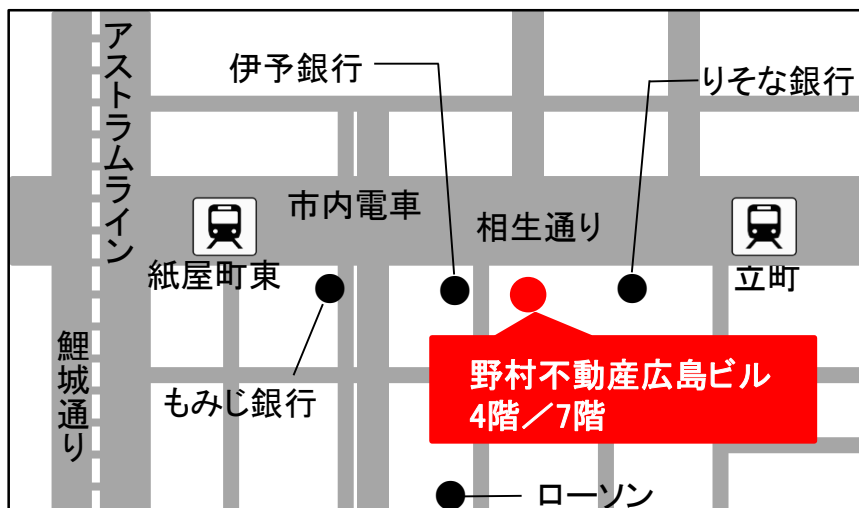 アストラムライン
伊予銀行
りそな銀行
市内電車
相生通り
紙屋町東
立町
鯉城通り
もみじ銀行
野村不動産広島ビル
4階／7階
ローソン